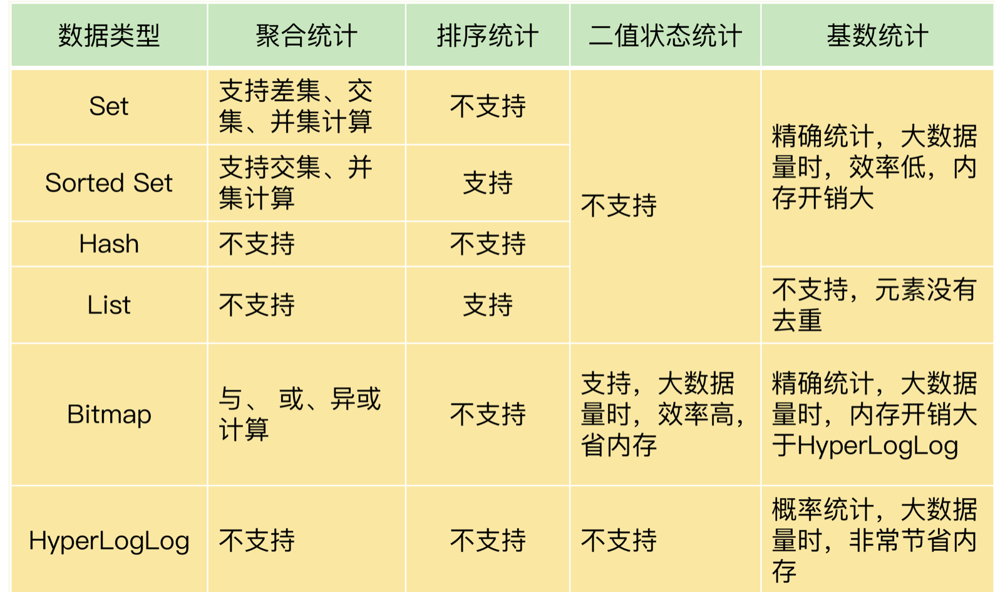 数据类型
聚合统计
排序统计
二值状态统计
基数统计
Set
支持差集、交
集、并集计算
不支持
不支持
精确统计，大数据
量时，效率低，内
存开销大
Sorted Set
支持交集、并
集计算
支持
Hash
不支持
不支持
List
不支持
支持
不支持，元素没有
去重
Bitmap
与、 或、异或
计算
不支持
支持，大数据
量时，效率高，
省内存
精确统计，大数据
量时，内存开销大
于HyperLogLog
HyperLogLog
不支持
不支持
不支持
概率统计，大数据
量时，非常节省内
存